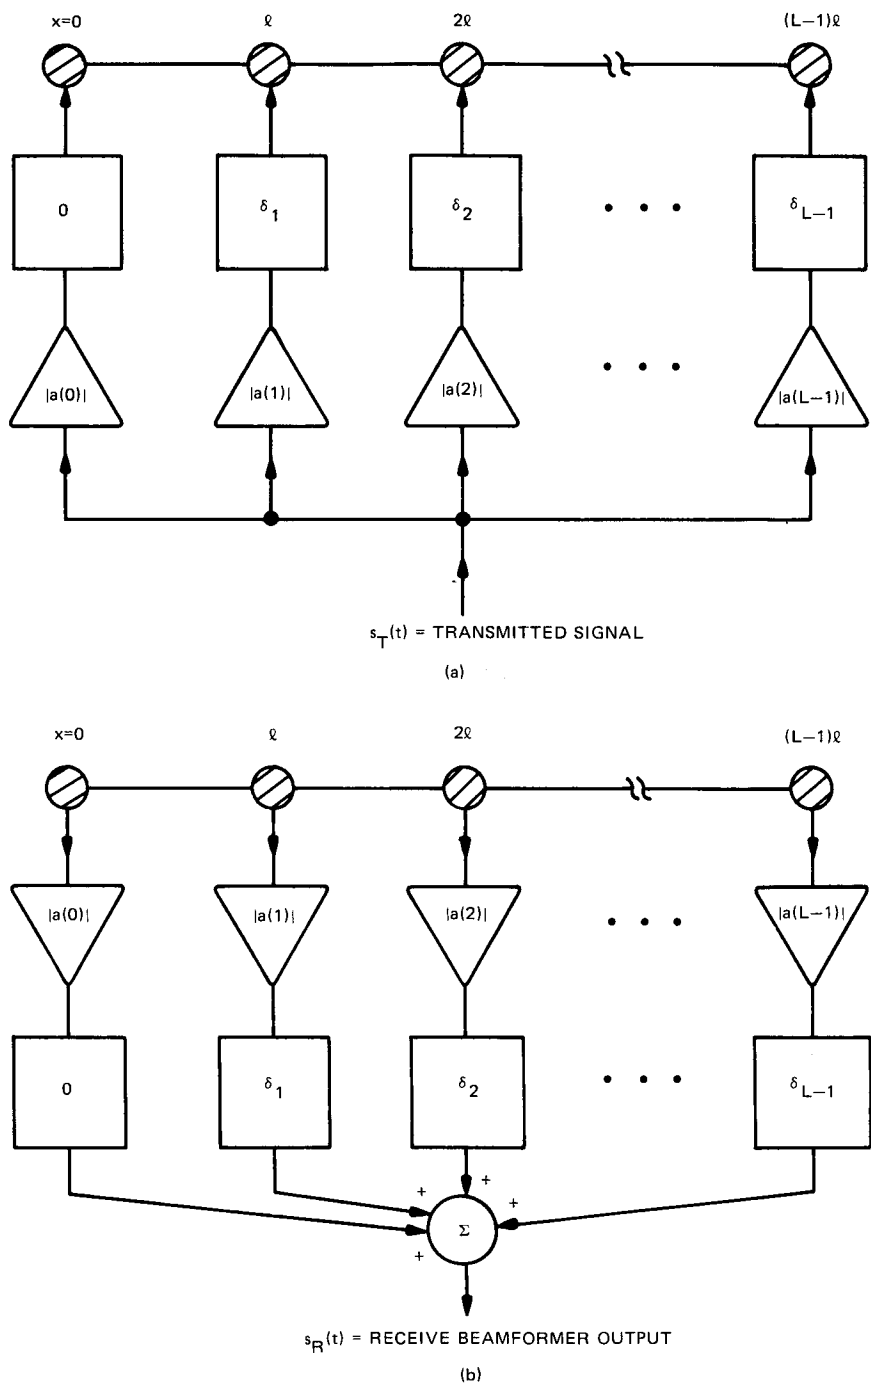 x=0 ℓ 2ℓ (L−1)ℓ
0 δ₁ δ₂ • • • δL−1
|a(0)| |a(1)| |a(2)| • • • |a(L−1)|
sT(t) = TRANSMITTED SIGNAL
(a)
x=0 ℓ 2ℓ (L−1)ℓ
|a(0)| |a(1)| |a(2)| • • • |a(L−1)|
0 δ₁ δ₂ • • • δL−1
+ + +
Σ
+
sR(t) = RECEIVE BEAMFORMER OUTPUT
(b)